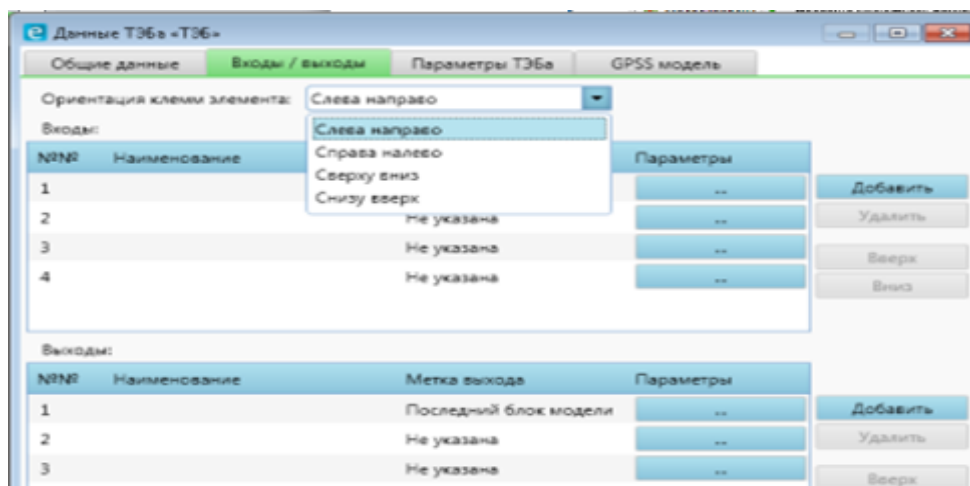 Данные ТЭБа «ТЭБ»
Общие данные Входы / выходы Параметры ТЭБа GPSS модель
Ориентация клемм элемента: Слева направо
Слева направо
Справа налево
Сверху вниз
Снизу вверх
Входы:
№№ Наименование Параметры
1 ...
2 Не указана ...
3 Не указана ...
4 Не указана ...
Добавить
Удалить
Вверх
Вниз
Выходы:
№№ Наименование Метка выхода Параметры
1 Последний блок модели ...
2 Не указана ...
3 Не указана ...
Добавить
Удалить
Вверх